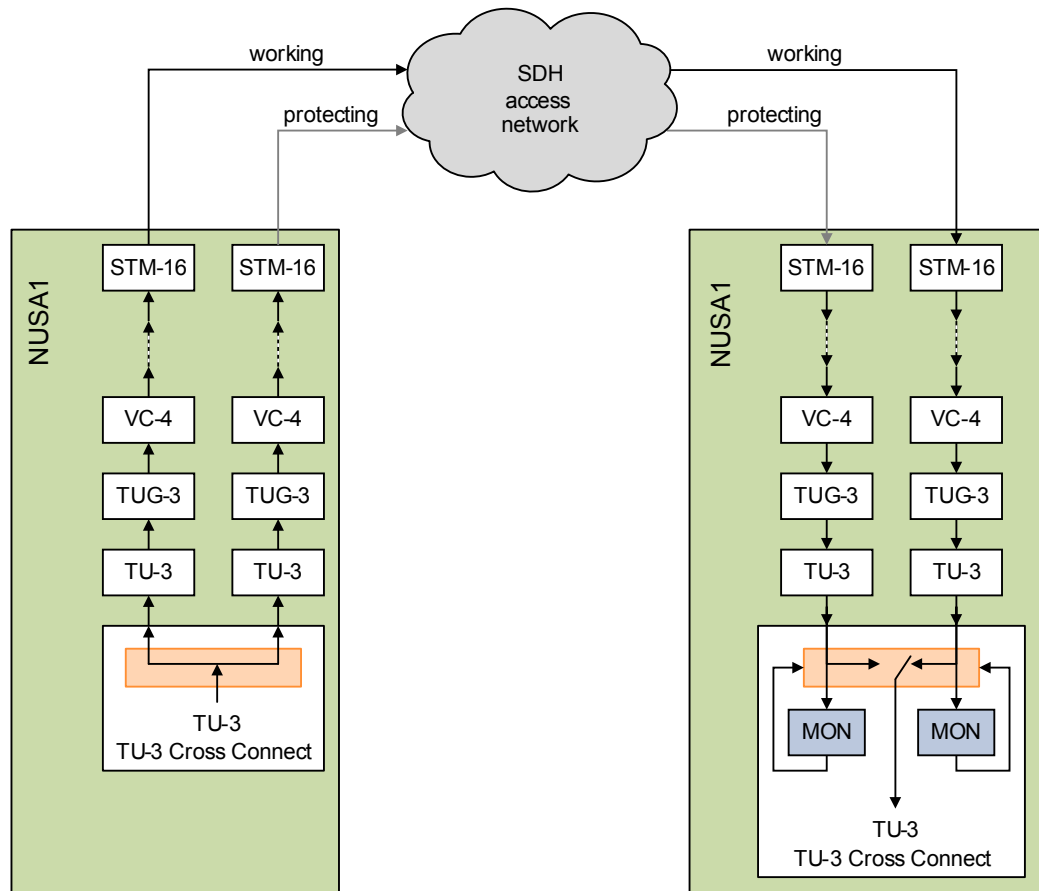 working
working
SDH
access
network
protecting
protecting
NUSA1
STM-16
STM-16
VC-4
VC-4
TUG-3
TUG-3
TU-3
TU-3
TU-3
TU-3 Cross Connect
NUSA1
STM-16
STM-16
VC-4
VC-4
TUG-3
TUG-3
TU-3
TU-3
MON
MON
TU-3
TU-3 Cross Connect